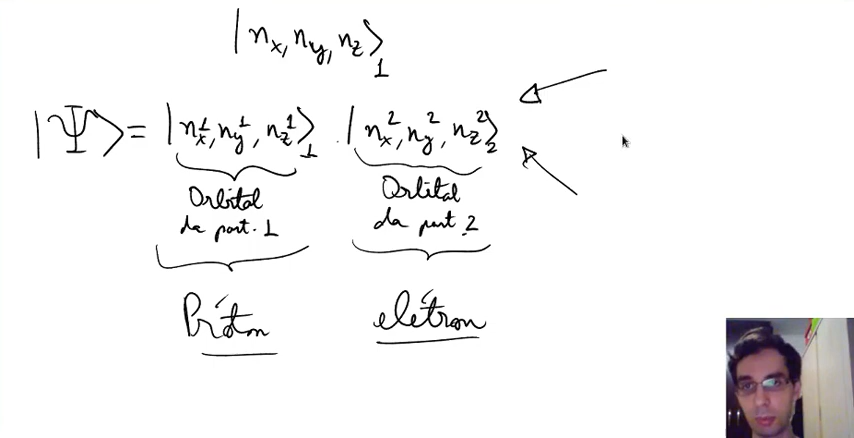 |n_x, n_y, n_z⟩_1
|Ψ⟩ = |n_x^1, n_y^1, n_z^1⟩_1 . |n_x^2, n_y^2, n_z^2⟩_2
Orbital Orbital
da part. 1 da part. 2
Próton elétron